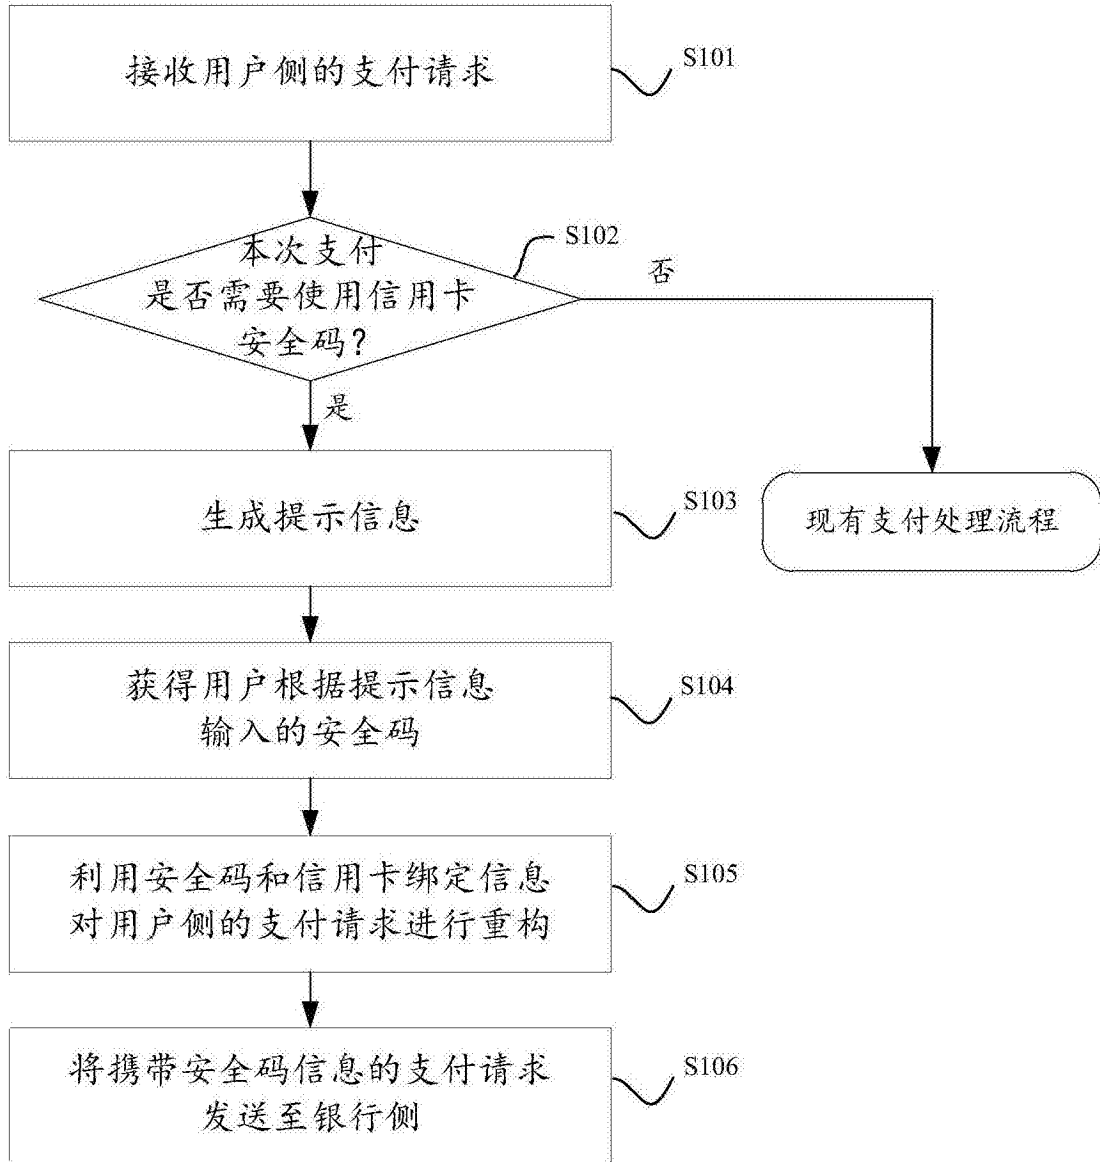 接收用户侧的支付请求
S101
本次支付
是否需要使用信用卡
安全码？
S102
否
是
生成提示信息
S103
现有支付处理流程
获得用户根据提示信息
输入的安全码
S104
利用安全码和信用卡绑定信息
对用户侧的支付请求进行重构
S105
将携带安全码信息的支付请求
发送至银行侧
S106